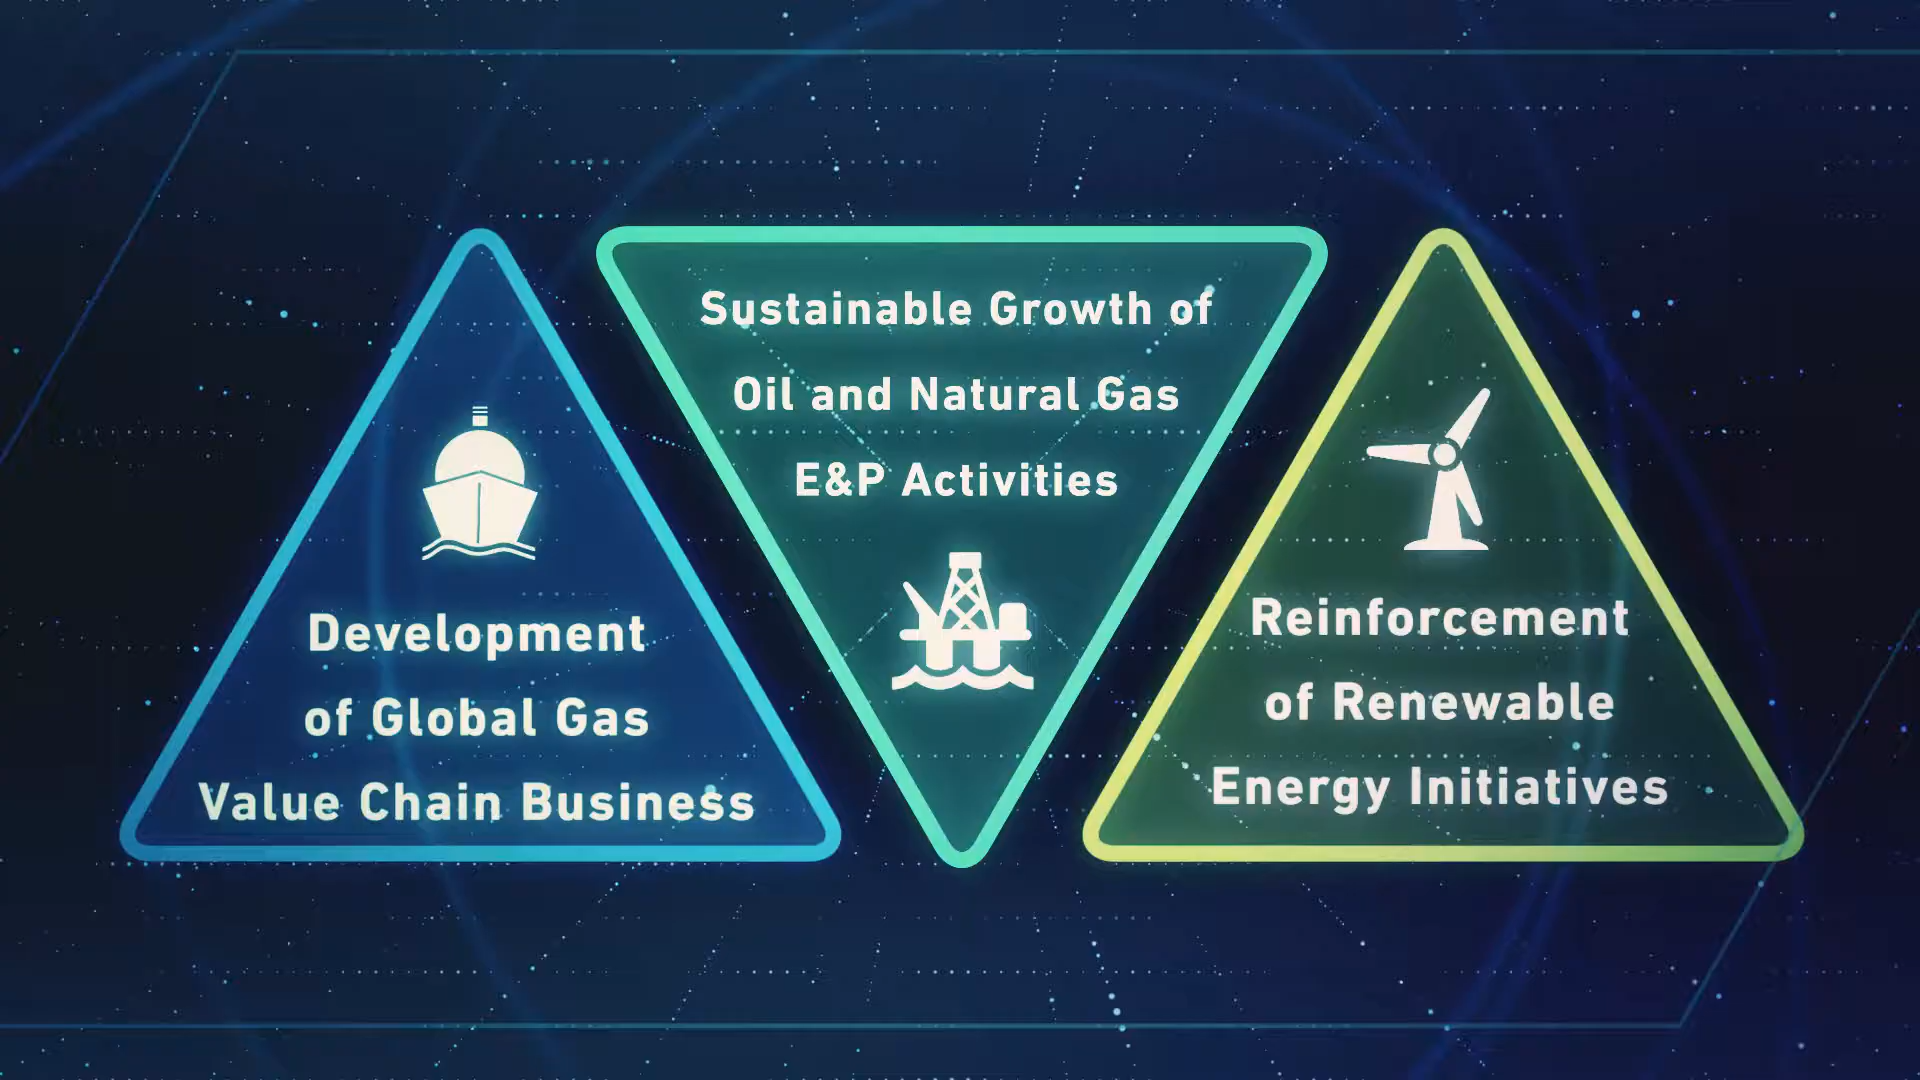 Development
of Global Gas
Value Chain Business
Sustainable Growth of
Oil and Natural Gas
E&P Activities
Reinforcement
of Renewable
Energy Initiatives